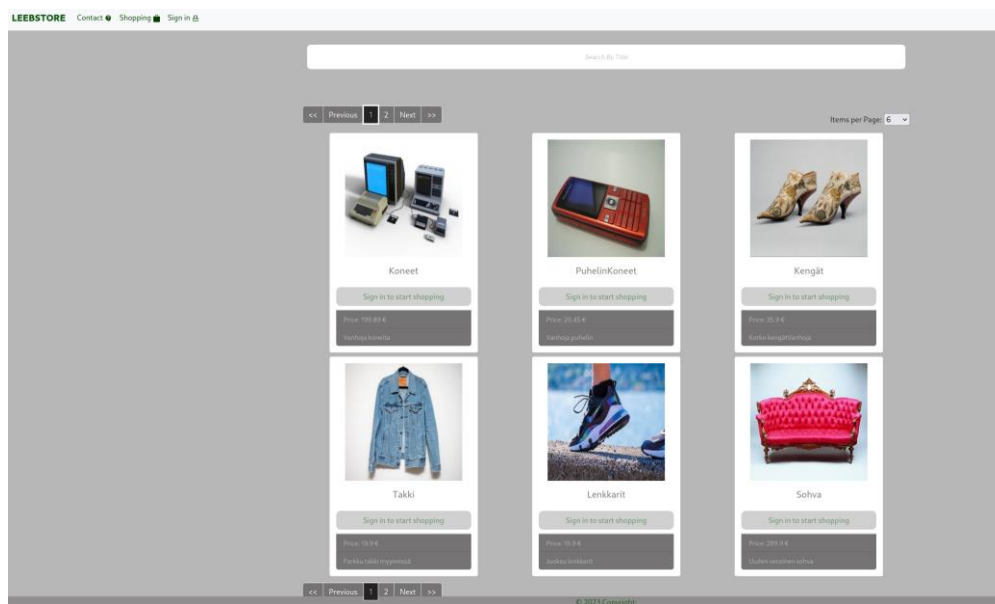 LEEBSTORE Contact Shopping Sign in
Search By Title
<< Previous 1 2 Next >>
Items per Page: 6
Koneet PuhelinKoneet Kengät
Sign in to start shopping Sign in to start shopping Sign in to start shopping
Price: 199.89 € Price: 20.45 € Price: 35.9 €
Vanhoja koneita Vanhoja puhelin Korko kengät
Takki Lenkkarit Sohva
Sign in to start shopping Sign in to start shopping Sign in to start shopping
Price: 19.9 € Price: 19.9 € Price: 299.9 €
Parkku takki myynnissä Juoksu lenkkarit Uuden veroinen sohva
<< Previous 1 2 Next >>
© 2023 Copyright: